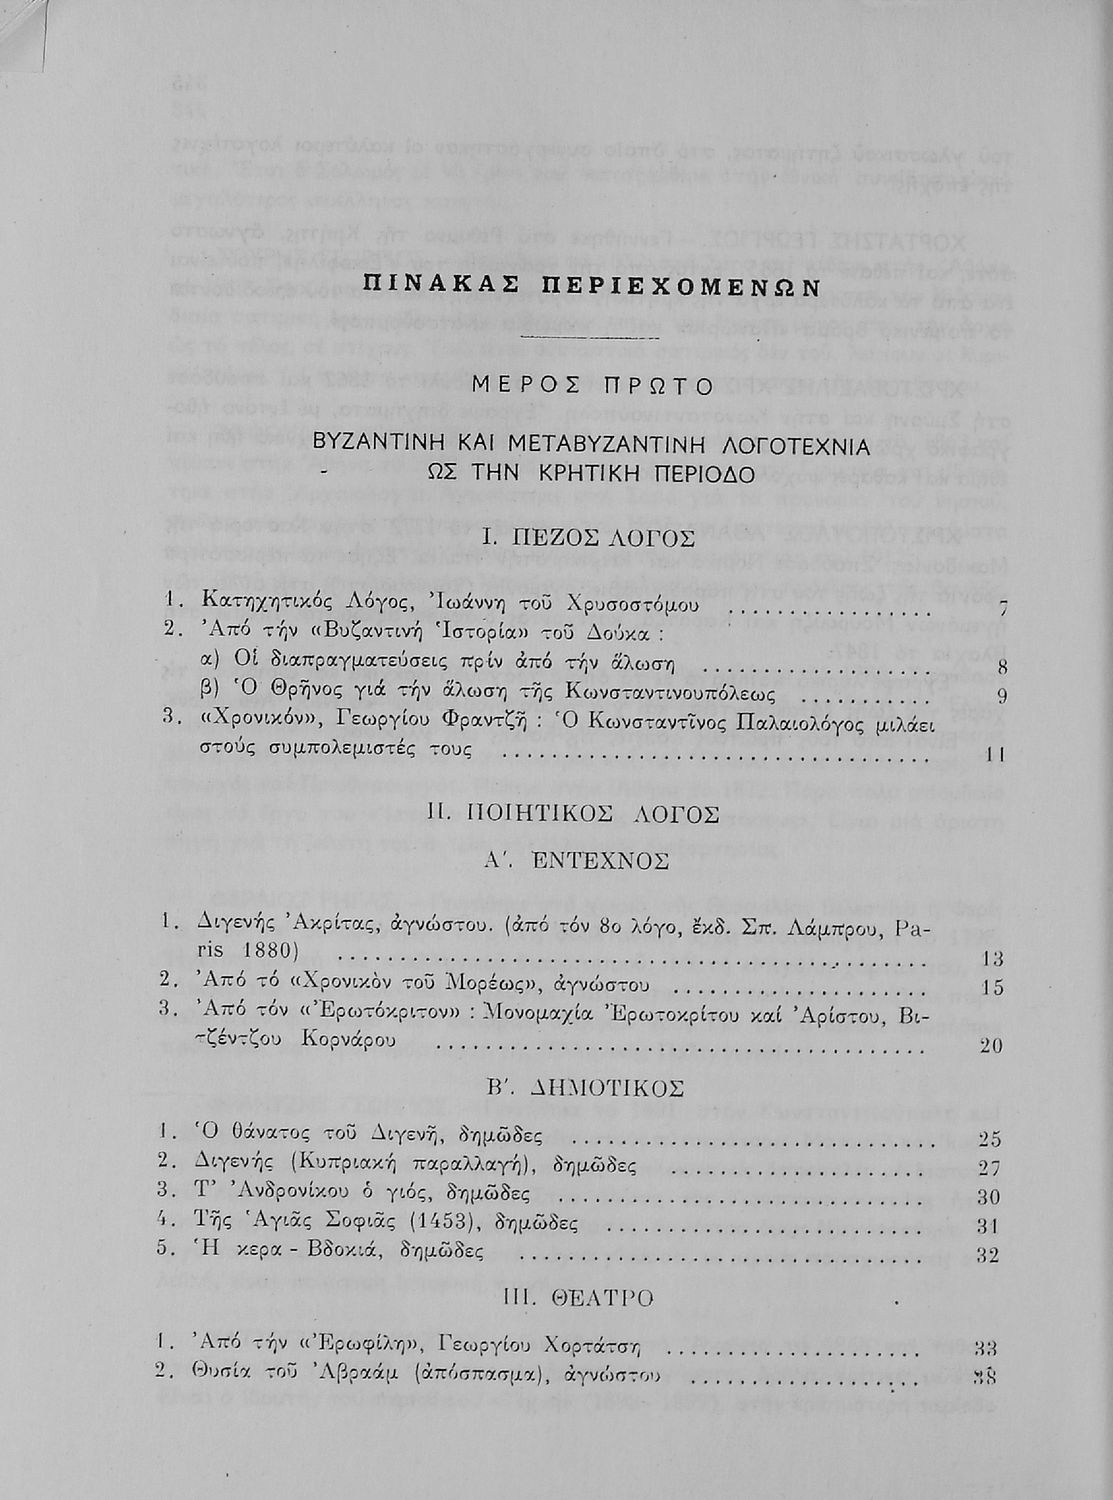 ΠΙΝΑΚΑΣ ΠΕΡΙΕΧΟΜΕΝΩΝ
ΜΕΡΟΣ ΠΡΩΤΟ
ΒΥΖΑΝΤΙΝΗ ΚΑΙ ΜΕΤΑΒΥΖΑΝΤΙΝΗ ΛΟΓΟΤΕΧΝΙΑ
ΩΣ ΤΗΝ ΚΡΗΤΙΚΗ ΠΕΡΙΟΔΟ
Ι. ΠΕΖΟΣ ΛΟΓΟΣ
1. Κατηχητικός Λόγος, Ἰωάννη τοῦ Χρυσοστόμου ................. 7
2. Ἀπό τήν «Βυζαντινή Ἱστορία» τοῦ Δούκα :
α) Οἱ διαπραγματεύσεις πρίν ἀπό τήν ἅλωση ................... 8
β) Ὁ Θρῆνος γιά τήν ἅλωση τῆς Κωνσταντινουπόλεως ........... 9
3. «Χρονικόν», Γεωργίου Φραντζῆ : Ὁ Κωνσταντῖνος Παλαιολόγος μιλάει
στούς συμπολεμιστές τους .................................... 11
ΙΙ. ΠΟΙΗΤΙΚΟΣ ΛΟΓΟΣ
Α'. ΕΝΤΕΧΝΟΣ
1. Διγενής Ἀκρίτας, ἀγνώστου. (ἀπό τόν 8ο λόγο, ἔκδ. Σπ. Λάμπρου, Pa-
ris 1880) .................................................. 13
2. Ἀπό τό «Χρονικὸν τοῦ Μορέως», ἀγνώστου ..................... 15
3. Ἀπό τόν «Ἐρωτόκριτον» : Μονομαχία Ἐρωτοκρίτου καί Ἀρίστου, Βι-
τζέντζου Κορνάρου ......................................... 20
Β'. ΔΗΜΟΤΙΚΟΣ
1. Ὁ θάνατος τοῦ Διγενῆ, δημῶδες ............................... 25
2. Διγενής (Κυπριακή παραλλαγή), δημῶδες ..................... 27
3. Τ' Ἀνδρονίκου ὁ γιός, δημῶδες ............................... 30
4. Τῆς Ἁγιᾶς Σοφιᾶς (1453), δημῶδες ........................... 31
5. Ἡ κερα - Βδοκιά, δημῶδες .................................. 32
ΙΙΙ. ΘΕΑΤΡΟ
1. Ἀπό τήν «Ἐρωφίλη», Γεωργίου Χορτάτση ...................... 33
2. Θυσία τοῦ Ἀβραάμ (ἀπόσπασμα), ἀγνώστου .................... 38